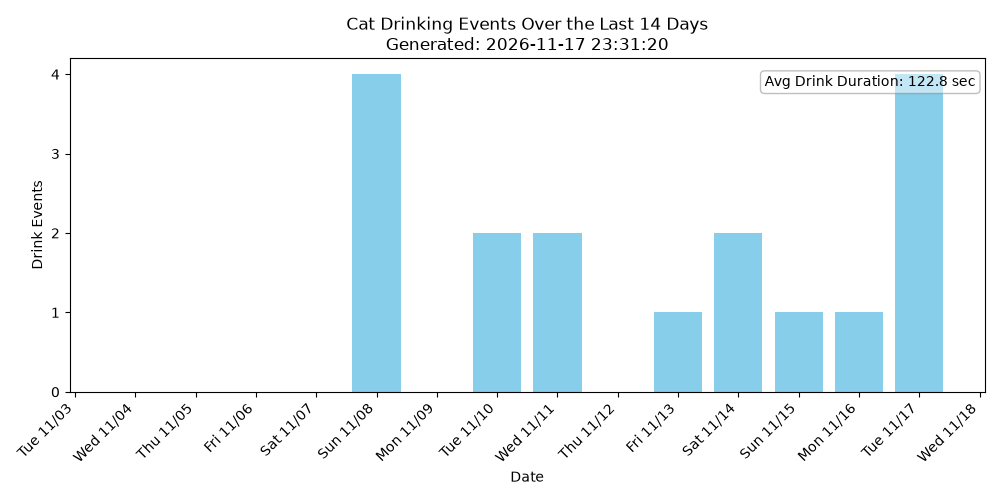 Cat Drinking Events Over the Last 14 Days
Generated: 2026-11-17 23:31:20
Avg Drink Duration: 122.8 sec
Drink Events
4
3
2
1
0
Tue 11/03
Wed 11/04
Thu 11/05
Fri 11/06
Sat 11/07
Sun 11/08
Mon 11/09
Tue 11/10
Wed 11/11
Thu 11/12
Fri 11/13
Sat 11/14
Sun 11/15
Mon 11/16
Tue 11/17
Wed 11/18
Date